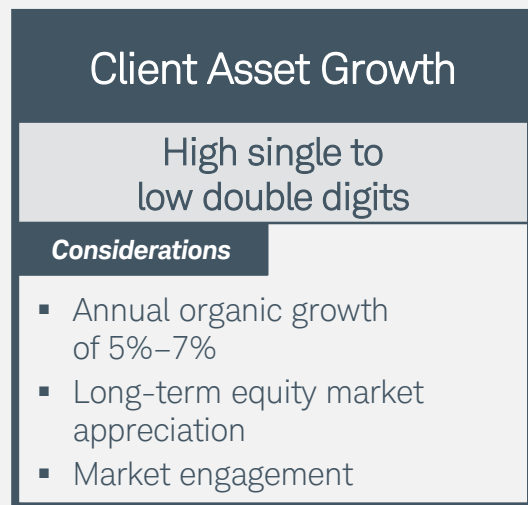 Client Asset Growth
High single to
low double digits
Considerations
▪ Annual organic growth
of 5%–7%
▪ Long-term equity market
appreciation
▪ Market engagement